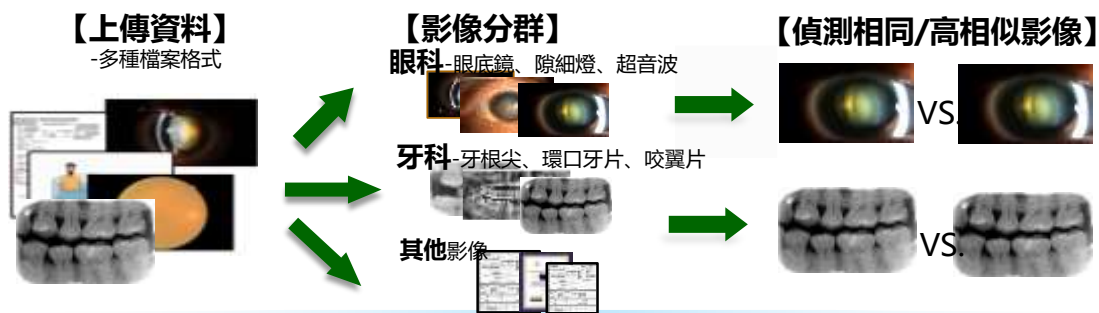 【上傳資料】
-多種檔案格式
【影像分群】
眼科-眼底鏡、隙細燈、超音波
牙科-牙根尖、環口牙片、咬翼片
其他影像
【偵測相同/高相似影像】
VS.
VS.